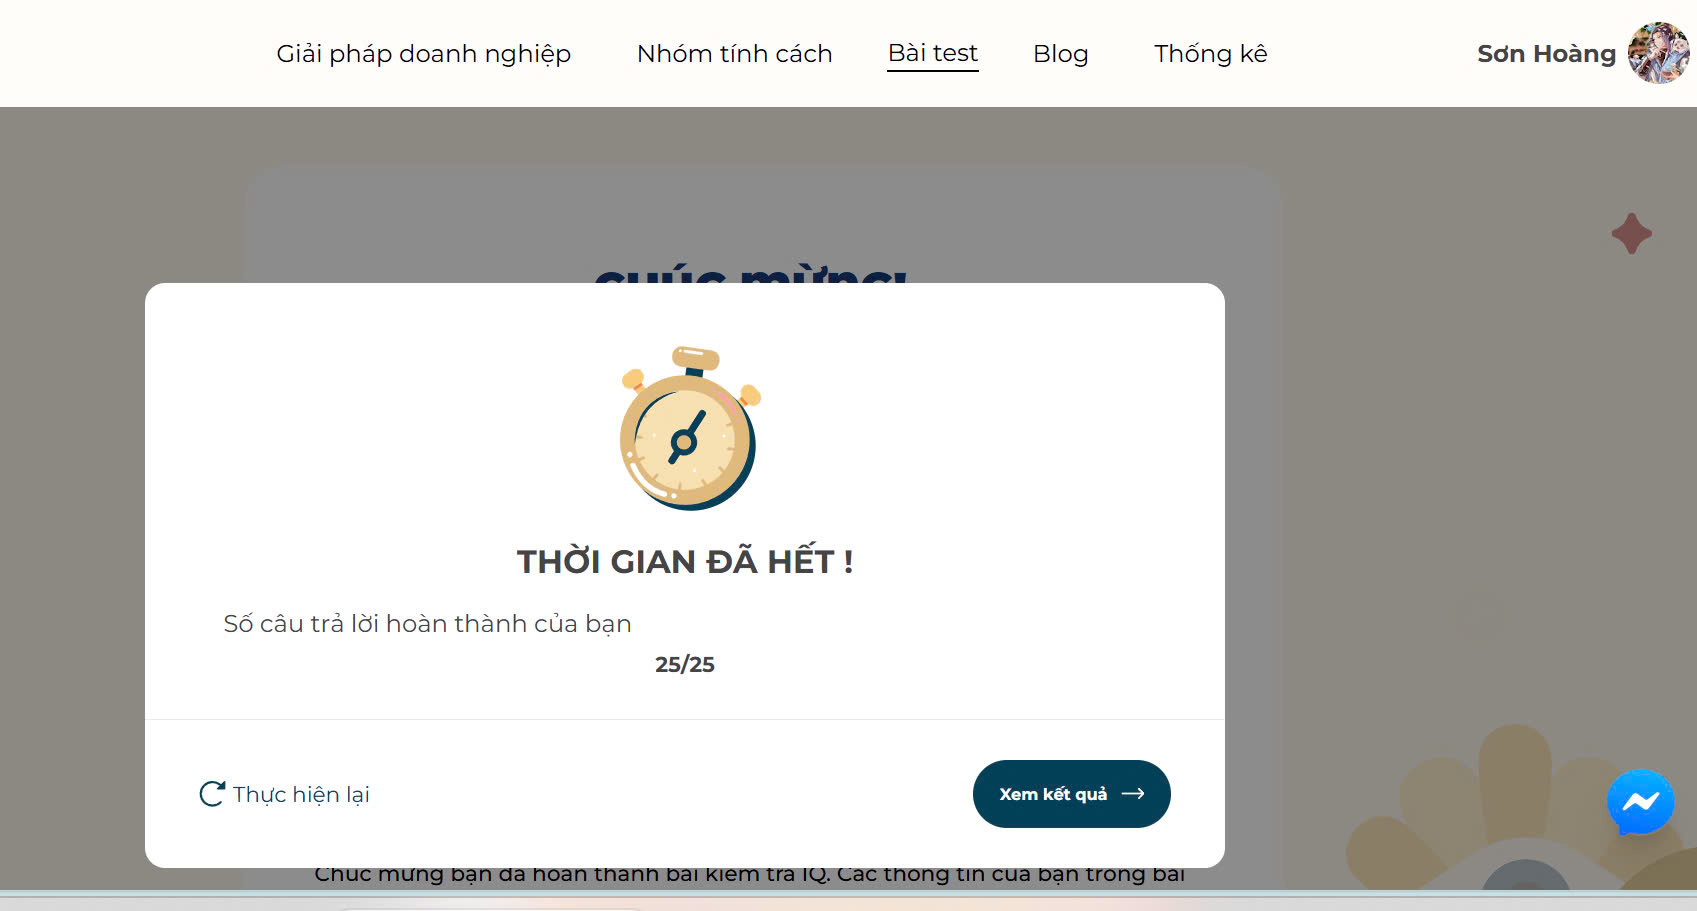 Giải pháp doanh nghiệp Nhóm tính cách Bài test Blog Thống kê Sơn Hoàng
chúc mừng!
THỜI GIAN ĐÃ HẾT !
Số câu trả lời hoàn thành của bạn
25/25
Thực hiện lại
Xem kết quả
Chúc mừng bạn đã hoàn thành bài kiểm tra IQ. Các thông tin của bạn trong bài